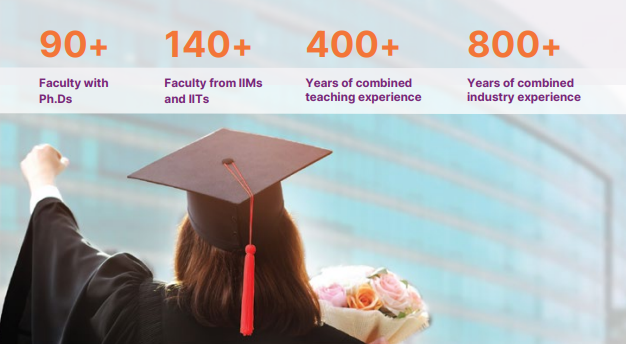 90+ 140+ 400+ 800+
Faculty with Faculty from IIMs Years of combined Years of combined
Ph.Ds and IITs teaching experience industry experience